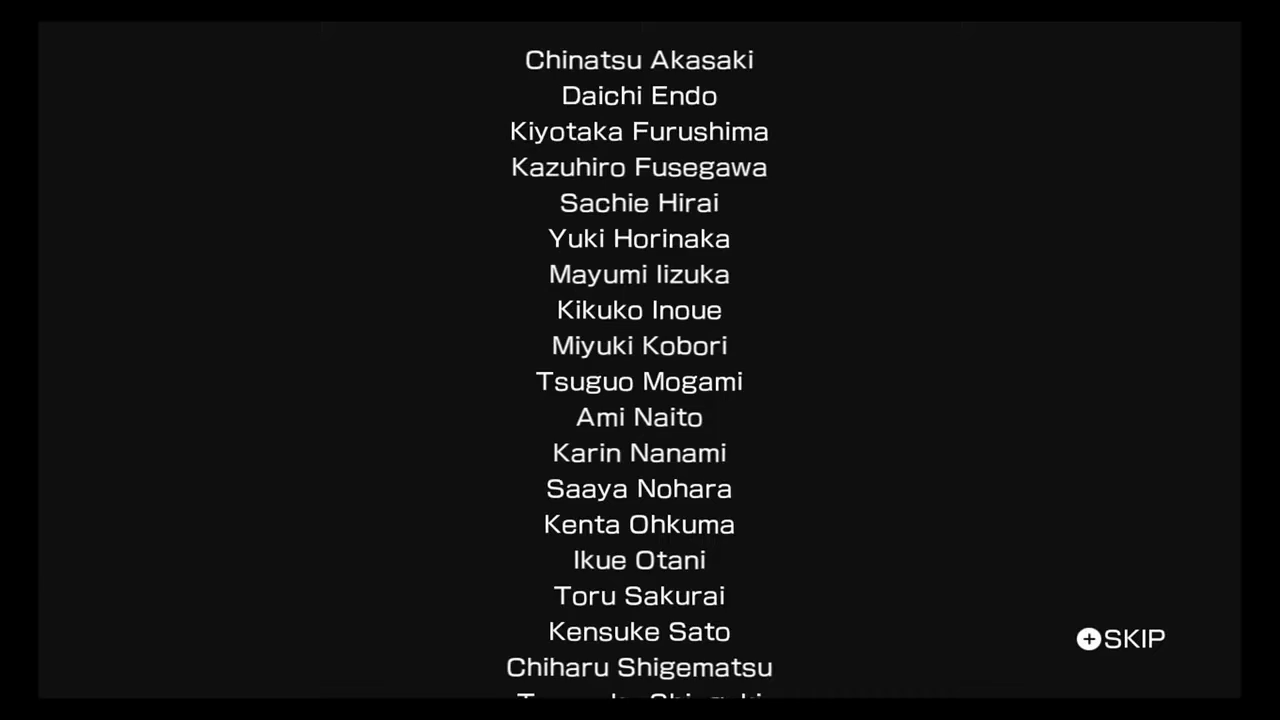 Chinatsu Akasaki
Daichi Endo
Kiyotaka Furushima
Kazuhiro Fusegawa
Sachie Hirai
Yuki Horinaka
Mayumi Iizuka
Kikuko Inoue
Miyuki Kobori
Tsuguo Mogami
Ami Naito
Karin Nanami
Saaya Nohara
Kenta Ohkuma
Ikue Otani
Toru Sakurai
Kensuke Sato
+SKIP
Chiharu Shigematsu